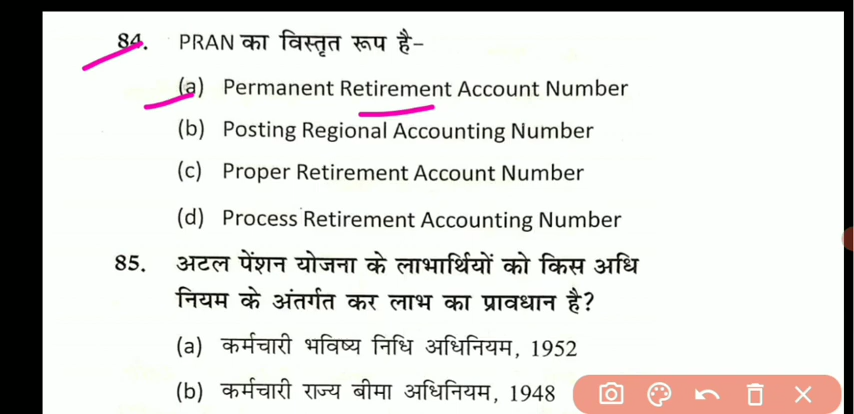 84. PRAN का विस्तृत रूप है–
(a) Permanent Retirement Account Number
(b) Posting Regional Accounting Number
(c) Proper Retirement Account Number
(d) Process Retirement Accounting Number
85. अटल पेंशन योजना के लाभार्थियों को किस अधि
नियम के अंतर्गत कर लाभ का प्रावधान है?
(a) कर्मचारी भविष्य निधि अधिनियम, 1952
(b) कर्मचारी राज्य बीमा अधिनियम, 1948